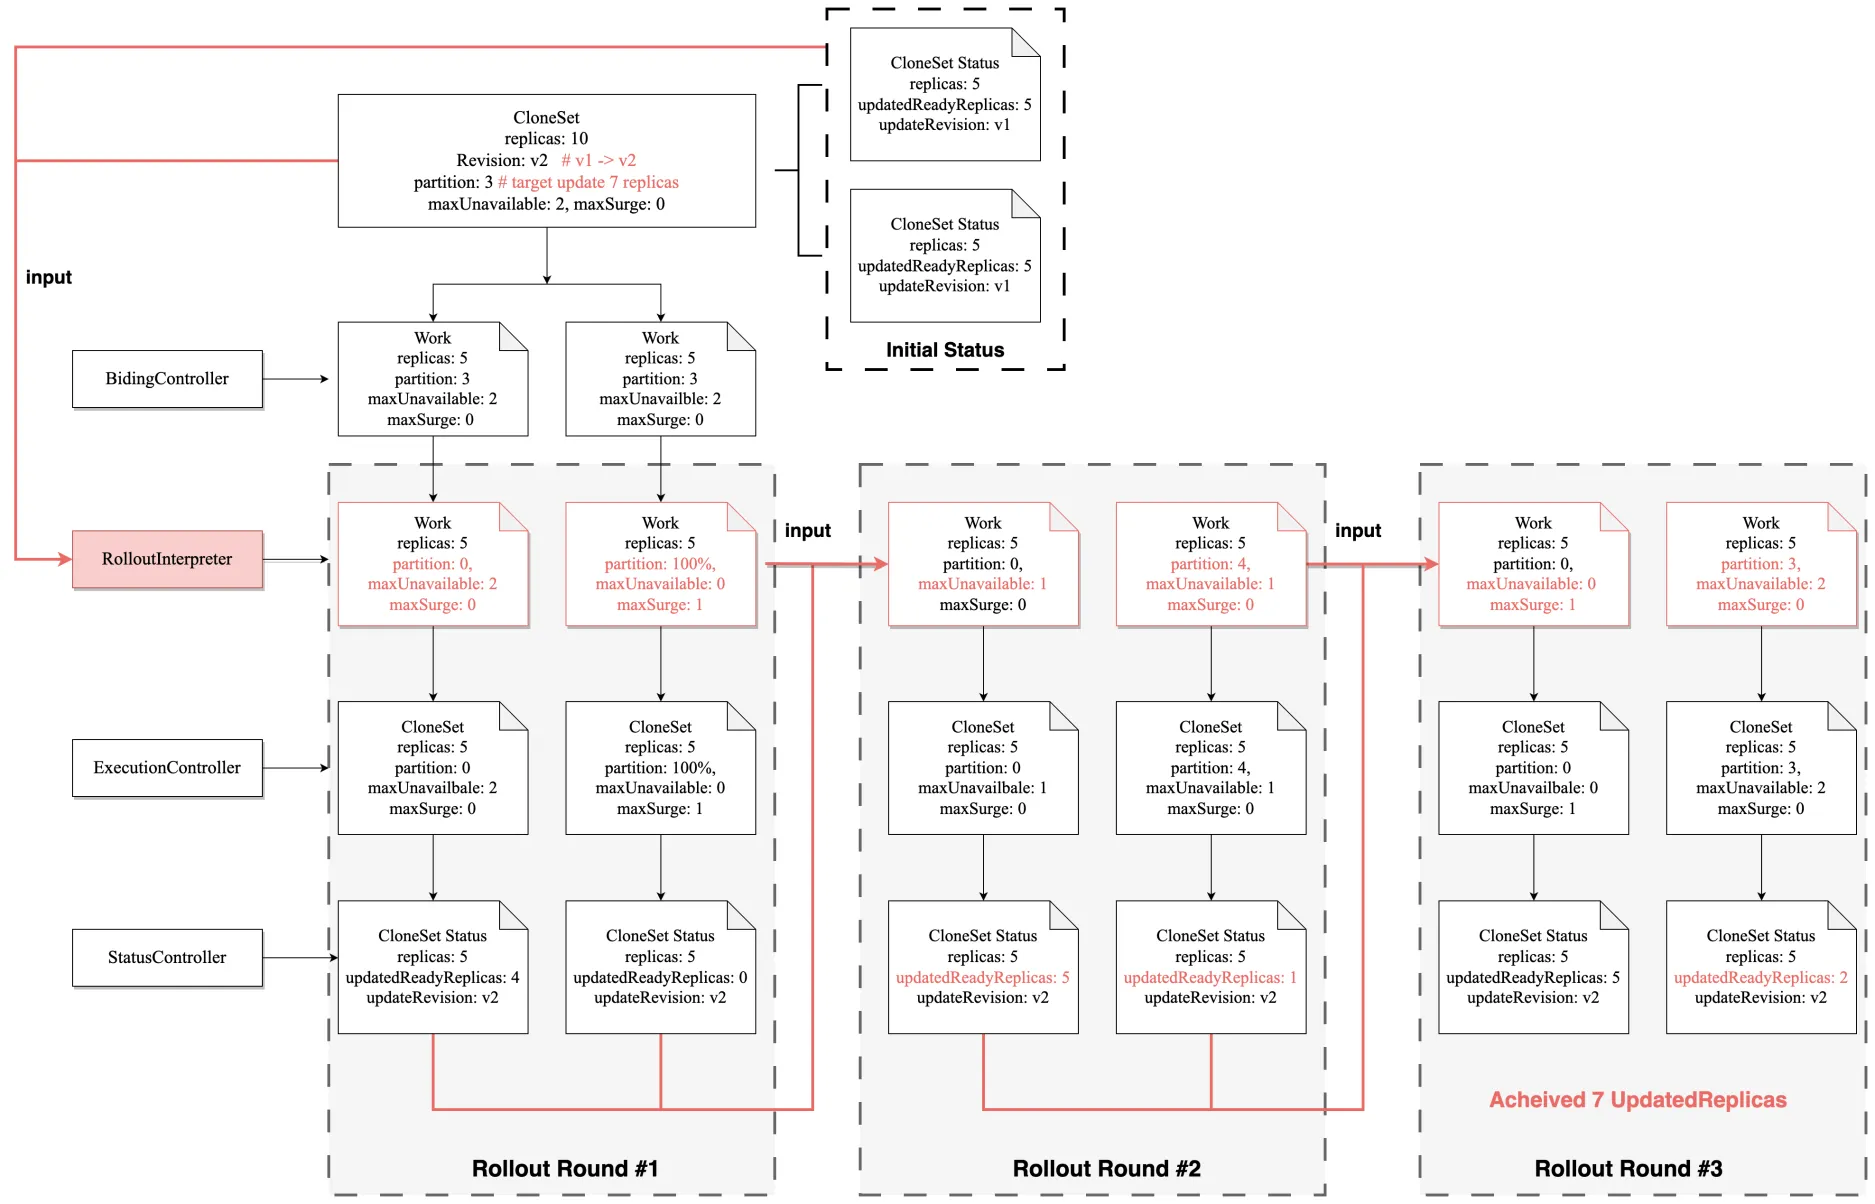 CloneSet Status
replicas: 5
updatedReadyReplicas: 5
updateRevision: v1
CloneSet
replicas: 10
Revision: v2 # v1 -> v2
partition: 3 # target update 7 replicas
maxUnavailable: 2, maxSurge: 0
CloneSet Status
replicas: 5
updatedReadyReplicas: 5
updateRevision: v1
Initial Status
input
BidingController
Work
replicas: 5
partition: 3
maxUnavailable: 2
maxSurge: 0
Work
replicas: 5
partition: 3
maxUnavailble: 2
maxSurge: 0
RolloutInterpreter
Work
replicas: 5
partition: 0,
maxUnavailable: 2
maxSurge: 0
Work
replicas: 5
partition: 100%,
maxUnavailable: 0
maxSurge: 1
input
Work
replicas: 5
partition: 0,
maxUnavailable: 1
maxSurge: 0
Work
replicas: 5
partition: 4,
maxUnavailable: 1
maxSurge: 0
input
Work
replicas: 5
partition: 0,
maxUnavailable: 0
maxSurge: 1
Work
replicas: 5
partition: 3,
maxUnavailable: 2
maxSurge: 0
ExecutionController
CloneSet
replicas: 5
partition: 0
maxUnavailbale: 2
maxSurge: 0
CloneSet
replicas: 5
partition: 100%,
maxUnavailable: 0
maxSurge: 1
CloneSet
replicas: 5
partition: 0
maxUnavailbale: 1
maxSurge: 0
CloneSet
replicas: 5
partition: 4,
maxUnavailable: 1
maxSurge: 0
CloneSet
replicas: 5
partition: 0
maxUnavailbale: 0
maxSurge: 1
CloneSet
replicas: 5
partition: 3,
maxUnavailable: 2
maxSurge: 0
StatusController
CloneSet Status
replicas: 5
updatedReadyReplicas: 4
updateRevision: v2
CloneSet Status
replicas: 5
updatedReadyReplicas: 0
updateRevision: v2
CloneSet Status
replicas: 5
updatedReadyReplicas: 5
updateRevision: v2
CloneSet Status
replicas: 5
updatedReadyReplicas: 1
updateRevision: v2
CloneSet Status
replicas: 5
updatedReadyReplicas: 5
updateRevision: v2
CloneSet Status
replicas: 5
updatedReadyReplicas: 2
updateRevision: v2
Acheived 7 UpdatedReplicas
Rollout Round #1
Rollout Round #2
Rollout Round #3